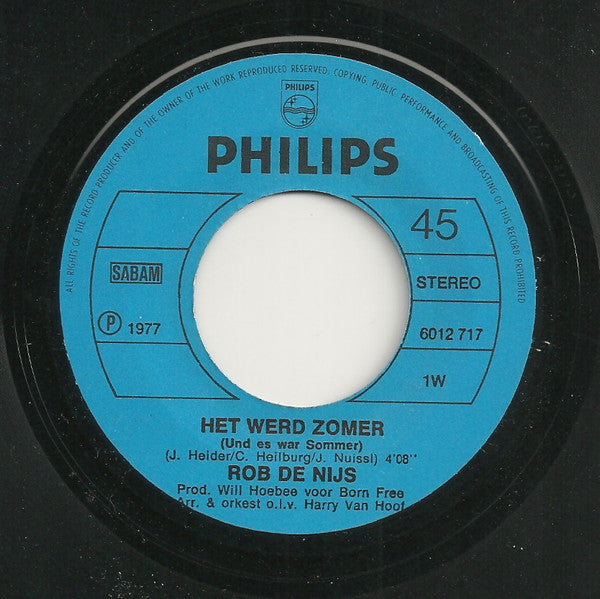 ALL RIGHTS OF THE RECORD PRODUCER AND OF THE OWNER OF THE WORK REPRODUCED RESERVED. COPYING, PUBLIC PERFORMANCE AND BROADCASTING OF THIS RECORD PROHIBITED
PHILIPS
PHILIPS
45
SABAM
STEREO
P 1977
6012 717
1W
HET WERD ZOMER
(Und es war Sommer)
(J. Heider/C. Heilburg/J. Nuissl) 4'08"
ROB DE NIJS
Prod. Will Hoebee voor Born Free
Arr. & orkest o.l.v. Harry Van Hoof